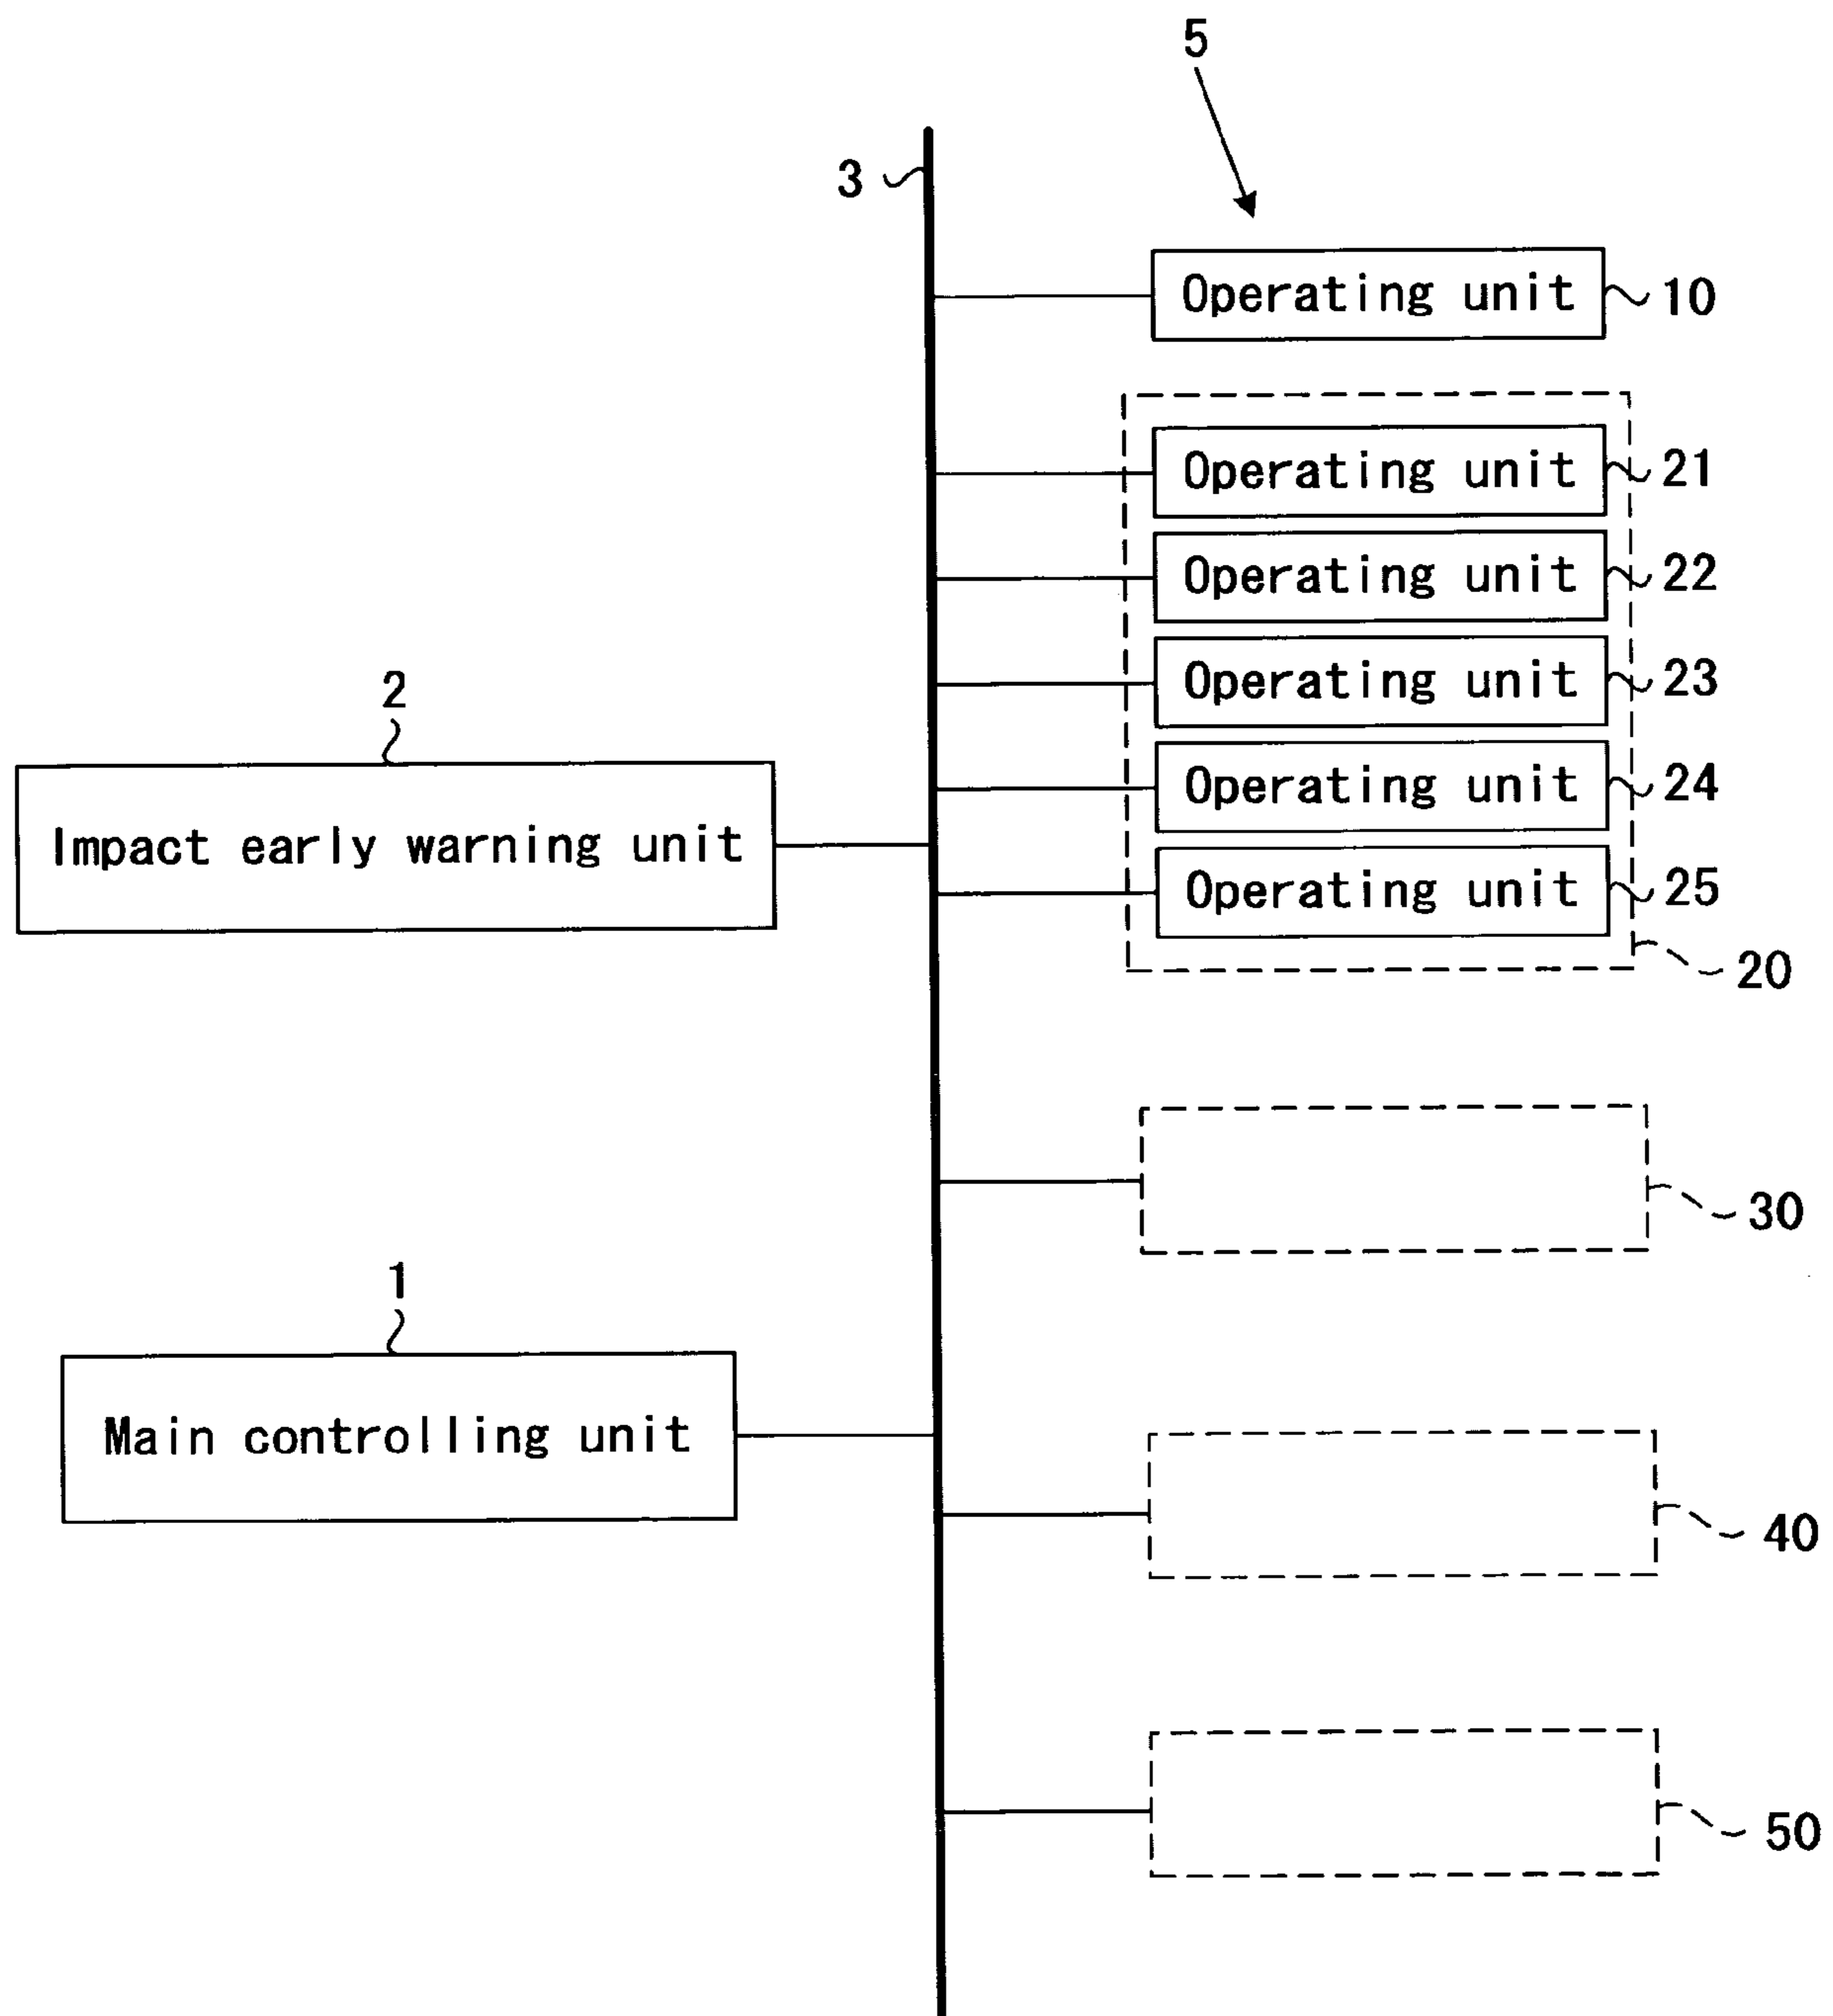 5
3
Operating unit 10
Operating unit 21
Operating unit 22
Operating unit 23
Operating unit 24
Operating unit 25
20
2
Impact early warning unit
30
1
Main controlling unit
40
50